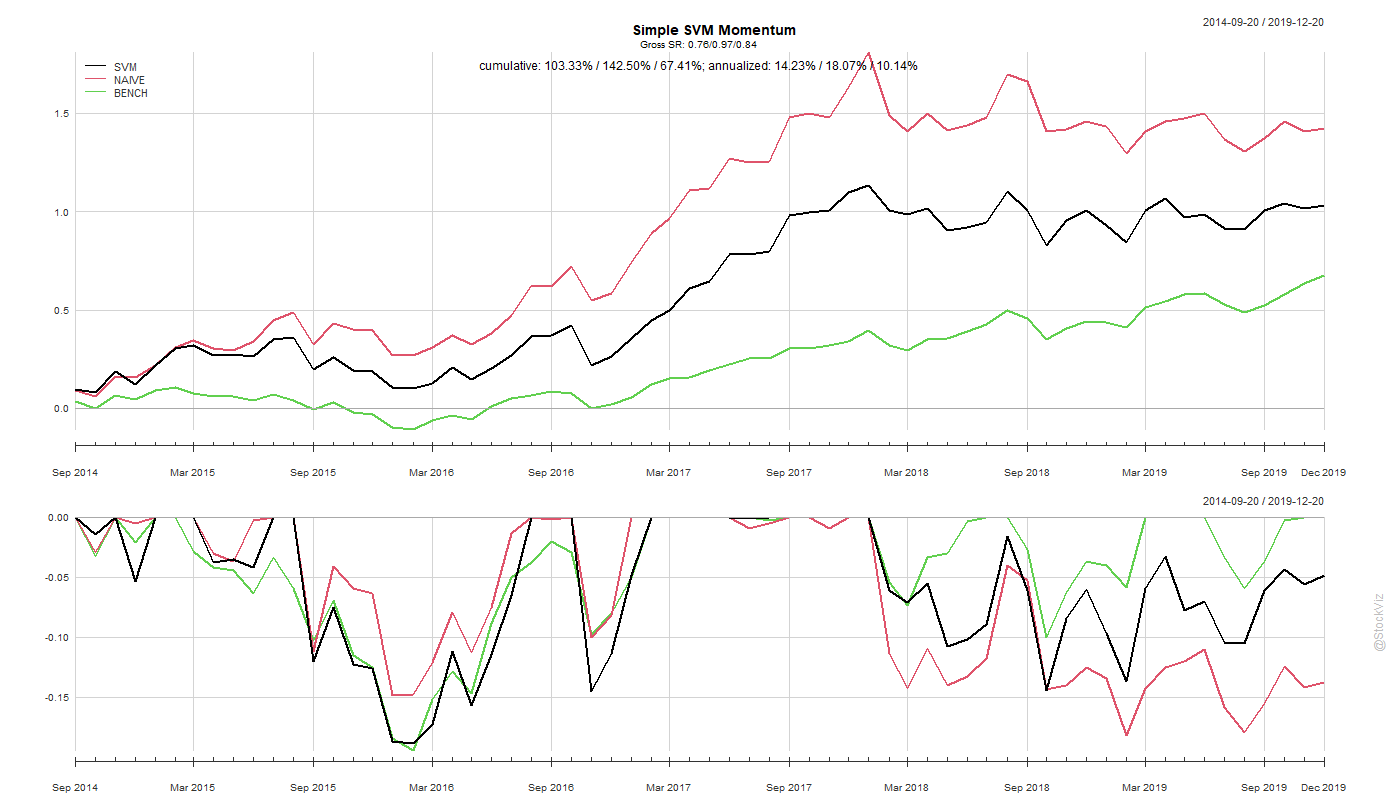 2014-09-20 / 2019-12-20
Simple SVM Momentum
Gross SR: 0.76/0.97/0.84
cumulative: 103.33% / 142.50% / 67.41%; annualized: 14.23% / 18.07% / 10.14%
SVM
NAIVE
BENCH
1.5
1.0
0.5
0.0
Sep 2014 Mar 2015 Sep 2015 Mar 2016 Sep 2016 Mar 2017 Sep 2017 Mar 2018 Sep 2018 Mar 2019 Sep 2019 Dec 2019
2014-09-20 / 2019-12-20
0.00
-0.05
-0.10
-0.15
Sep 2014 Mar 2015 Sep 2015 Mar 2016 Sep 2016 Mar 2017 Sep 2017 Mar 2018 Sep 2018 Mar 2019 Sep 2019 Dec 2019
@StockViz